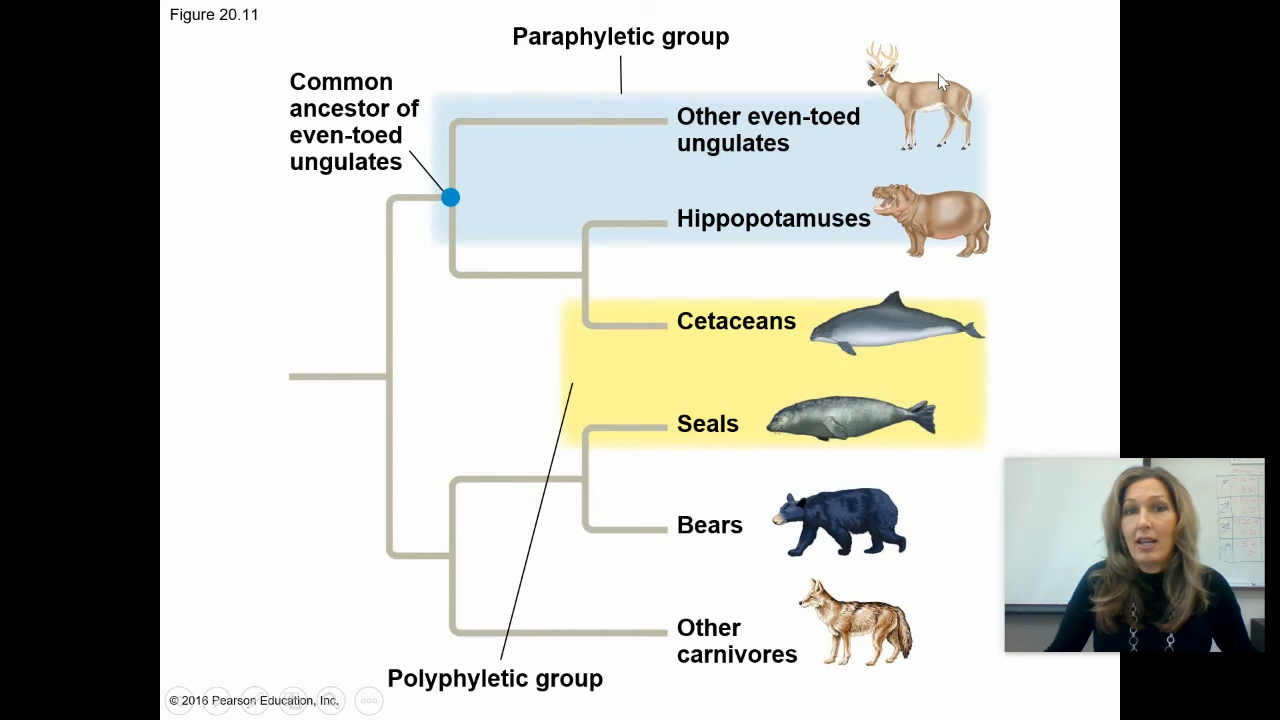 Figure 20.11
Paraphyletic group
Common
ancestor of
even-toed
ungulates
Other even-toed
ungulates
Hippopotamuses
Cetaceans
Seals
Bears
Other
carnivores
Polyphyletic group
© 2016 Pearson Education, Inc.